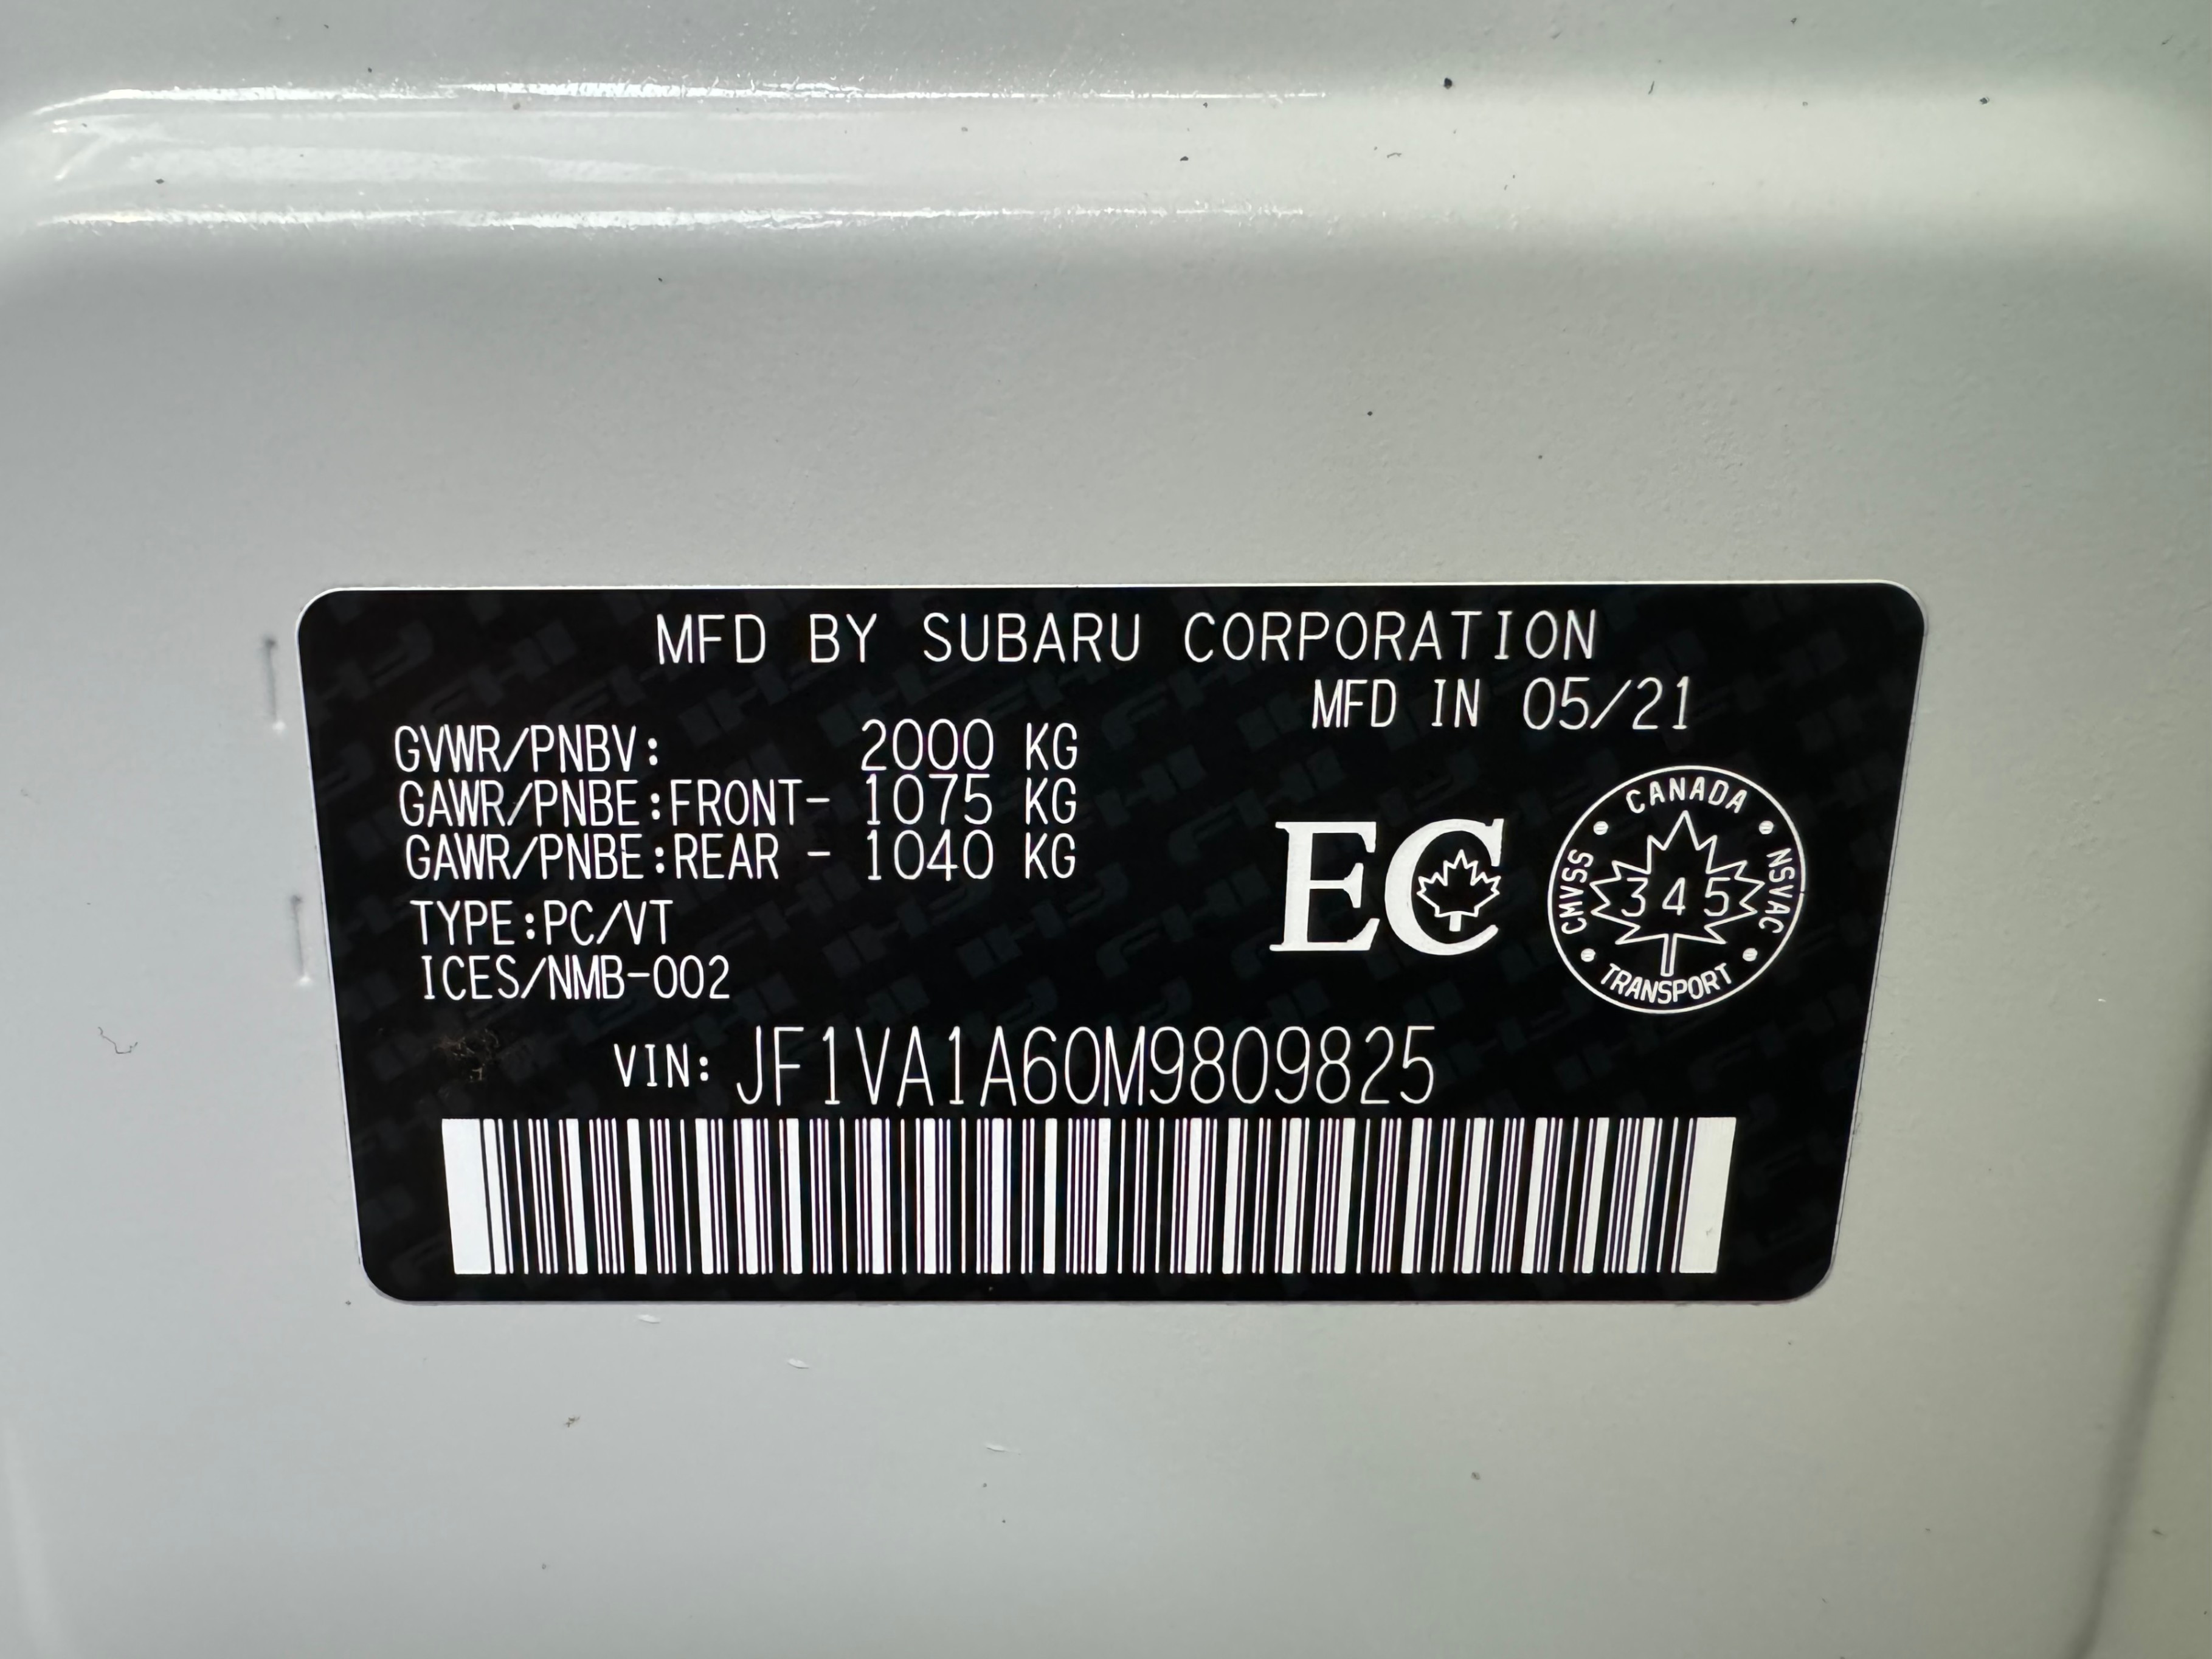 MFD BY SUBARU CORPORATION
MFD IN 05/21
GVWR/PNBV: 2000 KG
GAWR/PNBE:FRONT- 1075 KG
GAWR/PNBE:REAR - 1040 KG
TYPE:PC/VT
ICES/NMB-002
EC
CANADA
CMVSS
345
NSVAC
TRANSPORT
VIN: JF1VA1A60M9809825